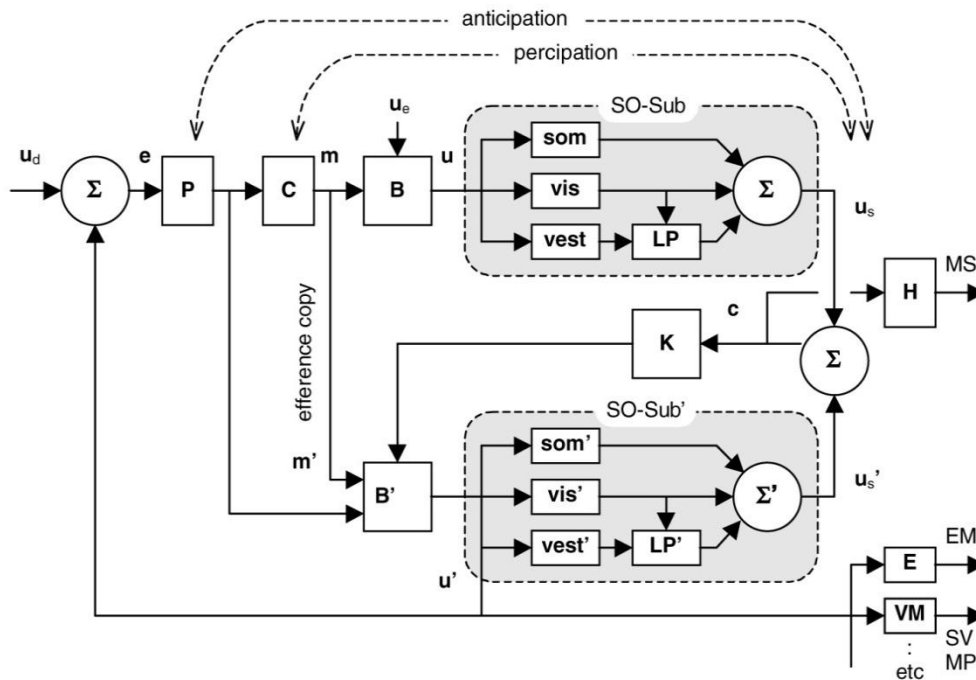 anticipation
percipation
u_e
SO-Sub
u_d
e
m
u
Σ
P
C
B
som
vis
vest
LP
Σ
u_s
MS
H
efference copy
c
K
Σ
SO-Sub'
m'
B'
som'
vis'
vest'
LP'
Σ'
u_s'
u'
EM
E
VM
SV
MP
:
etc